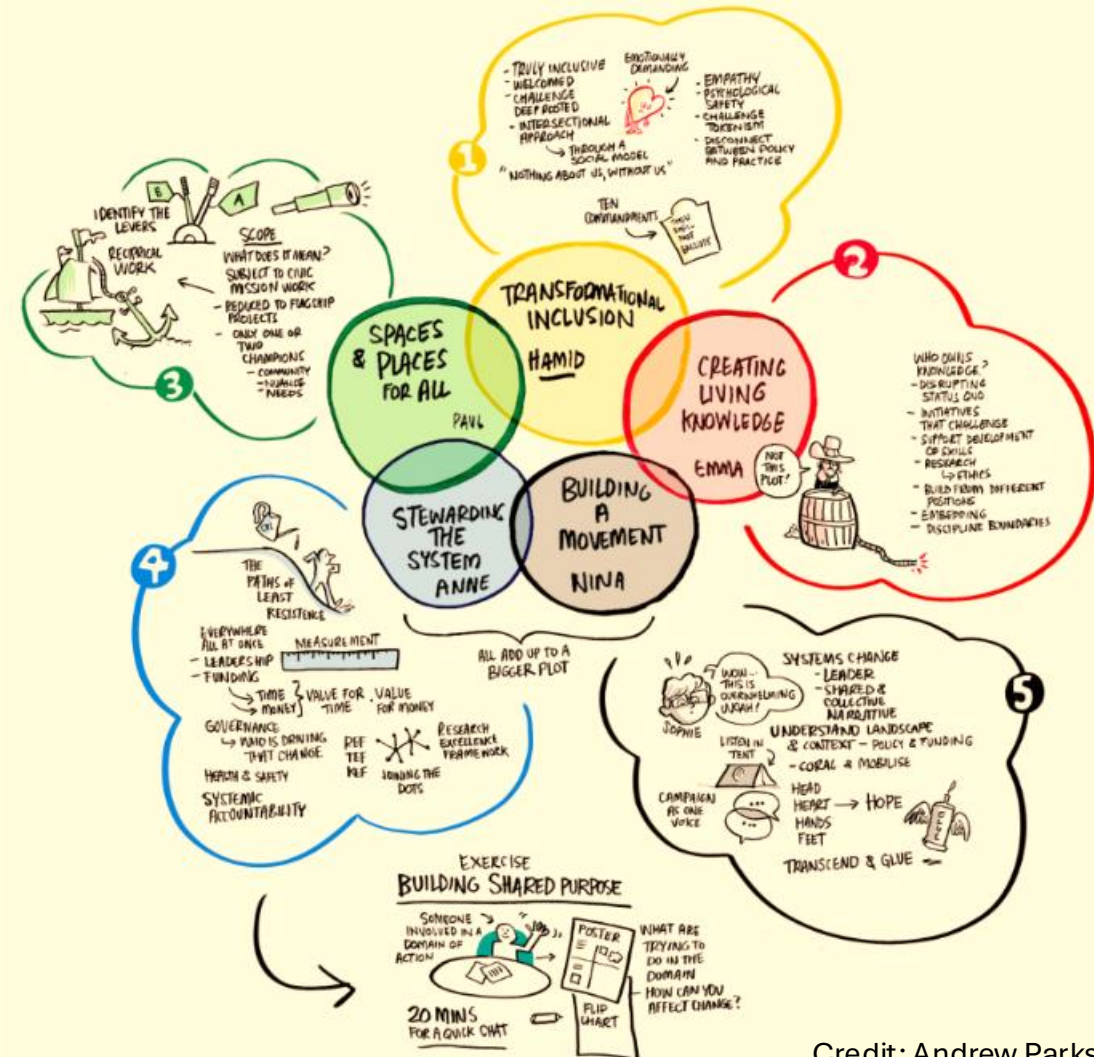 1
- TRULY INCLUSIVE
- WELCOMED
- CHALLENGE
DEEP ROOTED
- INTERSECTIONAL
APPROACH
THROUGH A
SOCIAL MODEL
"NOTHING ABOUT US, WITHOUT US"
EMOTIONALLY
DEMANDING
- EMPATHY
- PSYCHOLOGICAL
SAFETY
- CHALLENGE
TOKENISM
- DISCONNECT
BETWEEN POLICY
AND PRACTICE
TEN
COMMANDMENTS
THOU
SHALL
NOT
EXCLUDE
TRANSFORMATIONAL
INCLUSION
HAMID
2
CREATING
LIVING
KNOWLEDGE
EMMA
NOT
THIS
PLOT!
WHO OWNS
KNOWLEDGE?
- DISRUPTING
STATUS QUO
- INITIATIVES
THAT CHALLENGE
- SUPPORT DEVELOPMENT
OF SKILLS
- RESEARCH
ETHICS
- BUILD FROM DIFFERENT
POSITIONS
- EMBEDDING
- DISCIPLINE BOUNDARIES
3
B
A
IDENTIFY THE
LEVERS
RECIPRICAL
WORK
SCOPE
WHAT DOES IT MEAN?
SUBJECT TO CIVIC
MISSION WORK
- REDUCED TO FLAGSHIP
PROJECTS
- ONLY ONE OR
TWO
CHAMPIONS
- COMMUNITY
- NUANCE
- NEEDS
SPACES
& PLACES
FOR ALL
PAUL
4
STEWARDING
THE
SYSTEM
ANNE
OIL
THE
PATHS OF
LEAST
RESISTENCE
EVERYWHERE
ALL AT ONCE
- LEADERSHIP
- FUNDING
MEASUREMENT
TIME
MONEY
VALUE FOR
TIME
. VALUE
FOR MONEY
GOVERNANCE
WHO IS DRIVING
THAT CHANGE
HEALTH & SAFETY
SYSTEMIC
ACCOUNTABILITY
REF
TEF
KEF
JOINING THE
DOTS
RESEARCH
EXCELLENCE
FRAMEWORK
BUILDING
A
MOVEMENT
NINA
ALL ADD UP TO A
BIGGER PLOT
5
SOPHIE
WOW...
THIS IS
OVERWHELMING
WOAH!
SYSTEMS CHANGE
- LEADER
- SHARED &
COLLECTIVE
NARRATIVE
UNDERSTAND LANDSCAPE
& CONTEXT - POLICY & FUNDING
- CORAL & MOBILISE
LISTEN IN
TENT
CAMPAIGN
AS ONE
VOICE
HEAD
HEART → HOPE
HANDS
FEET
GLUE
TRANSCEND & GLUE
EXERCISE
BUILDING SHARED PURPOSE
SOMEONE
INVOLVED IN A
DOMAIN OF
ACTION
POSTER
FLIP
CHART
WHAT ARE
TRYING TO
DO IN THE
DOMAIN
- HOW CAN YOU
AFFECT CHANGE?
20 MINS
FOR A QUICK CHAT
Credit: Andrew Parks